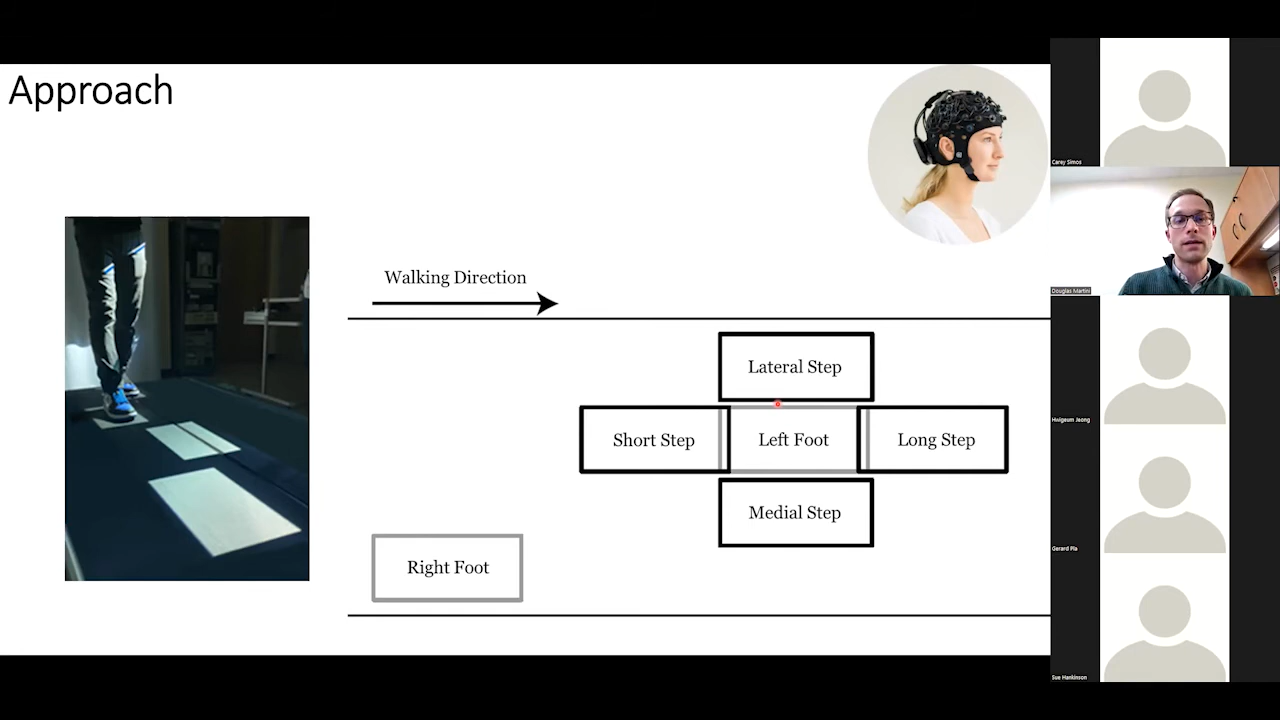 Approach
Walking Direction
Lateral Step
Short Step
Left Foot
Long Step
Medial Step
Right Foot
Carey Simos
Douglas Martini
Hwigeum Jeong
Gerard Pla
Sue Hankinson